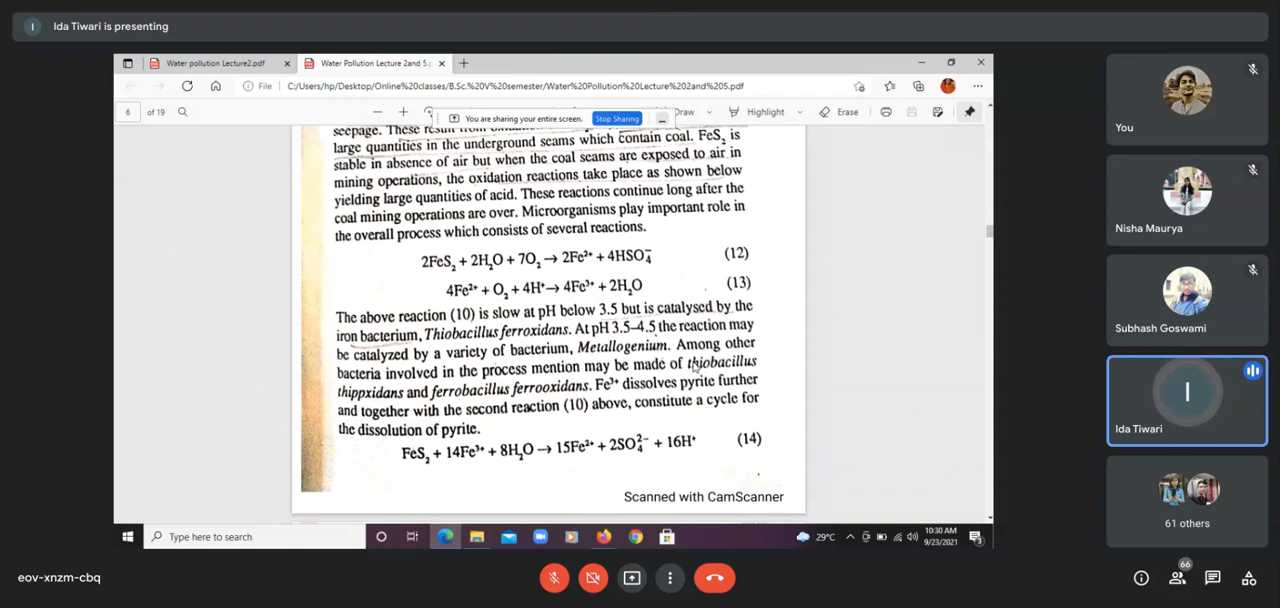 Ida Tiwari is presenting
Water pollution Lecture2.pdf
Water Pollution Lecture 2and 5.p
File
C:/Users/hp/Desktop/Online%20classes/B.Sc.%20V%20semester/Water%20Pollution%20Lecture%202and%205.pdf
6 of 19
You are sharing your entire screen. Stop Sharing
Draw
Highlight
Erase
seepage. These result from oxidation
large quantities in the underground seams which contain coal. FeS₂ is
stable in absence of air but when the coal seams are exposed to air in
mining operations, the oxidation reactions take place as shown below
yielding large quantities of acid. These reactions continue long after the
coal mining operations are over. Microorganisms play important role in
the overall process which consists of several reactions.
2FeS₂ + 2H₂O + 7O₂ → 2Fe²⁺ + 4HSO₄⁻ (12)
4Fe²⁺ + O₂ + 4H⁺ → 4Fe³⁺ + 2H₂O (13)
The above reaction (10) is slow at pH below 3.5 but is catalysed by the
iron bacterium, Thiobacillus ferroxidans. At pH 3.5–4.5 the reaction may
be catalyzed by a variety of bacterium, Metallogenium. Among other
bacteria involved in the process mention may be made of thiobacillus
thippxidans and ferrobacillus ferrooxidans. Fe³⁺ dissolves pyrite further
and together with the second reaction (10) above, constitute a cycle for
the dissolution of pyrite.
FeS₂ + 14Fe³⁺ + 8H₂O → 15Fe²⁺ + 2SO₄²⁻ + 16H⁺ (14)
Scanned with CamScanner
Type here to search
29°C
10:30 AM
9/23/2021
3
You
Nisha Maurya
Subhash Goswami
I
Ida Tiwari
61 others
eov-xnzm-cbq
66